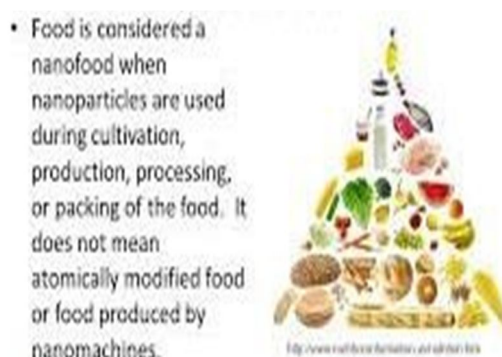 • Food is considered a
nanofood when
nanoparticles are used
during cultivation,
production, processing,
or packing of the food. It
does not mean
atomically modified food
or food produced by
nanomachines.